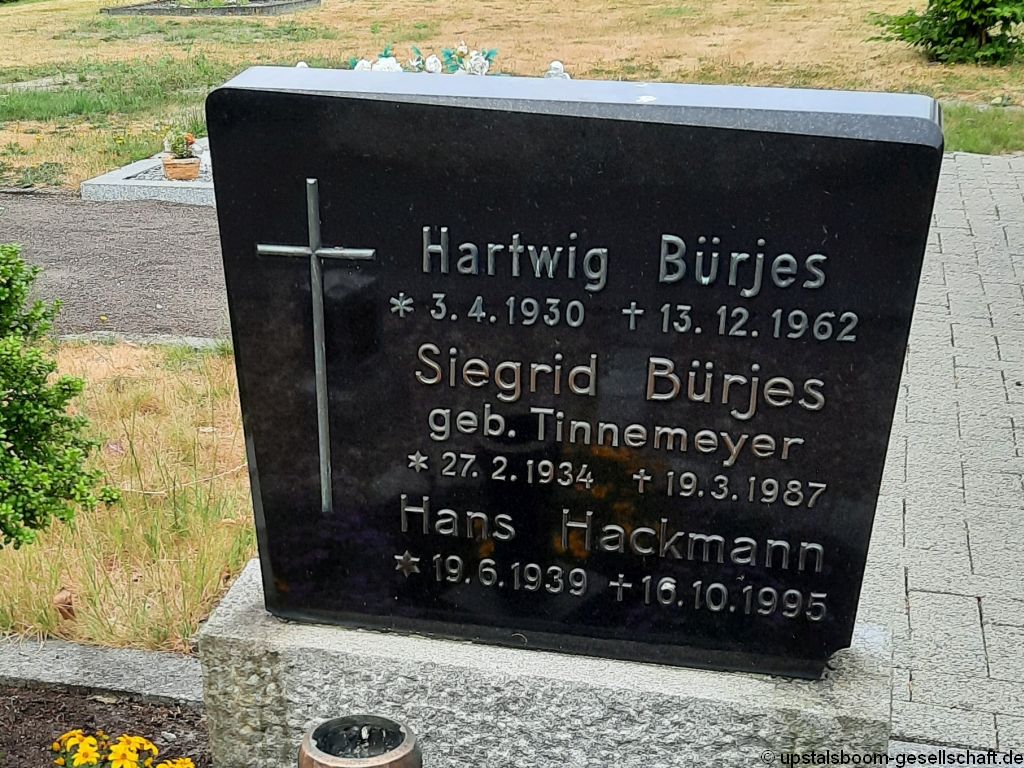 Hartwig Bürjes
* 3.4.1930 † 13.12.1962
Siegrid Bürjes
geb. Tinnemeyer
* 27.2.1934 † 19.3.1987
Hans Hackmann
* 19.6.1939 † 16.10.1995
© upstalsboom-gesellschaft.de